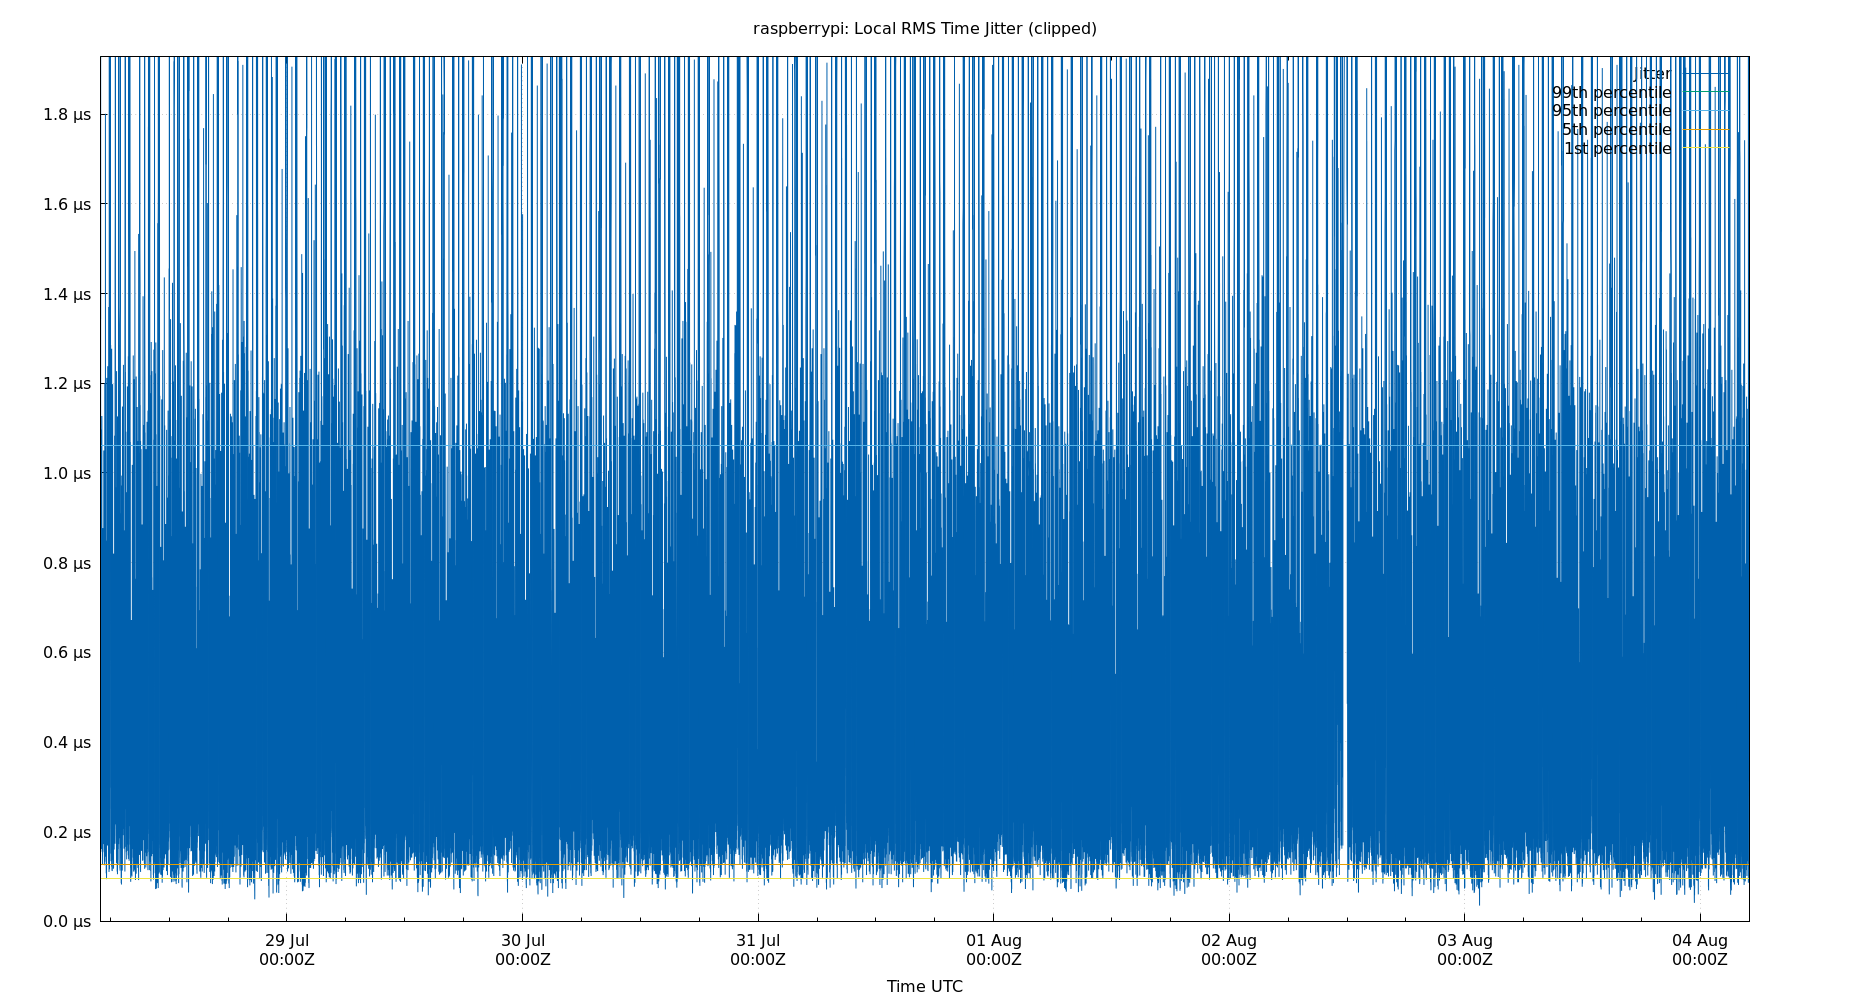 raspberrypi: Local RMS Time Jitter (clipped)
jitter
99th percentile
95th percentile
5th percentile
1st percentile
1.8 µs
1.6 µs
1.4 µs
1.2 µs
1.0 µs
0.8 µs
0.6 µs
0.4 µs
0.2 µs
0.0 µs
29 Jul 30 Jul 31 Jul 01 Aug 02 Aug 03 Aug 04 Aug
00:00Z 00:00Z 00:00Z 00:00Z 00:00Z 00:00Z 00:00Z
Time UTC